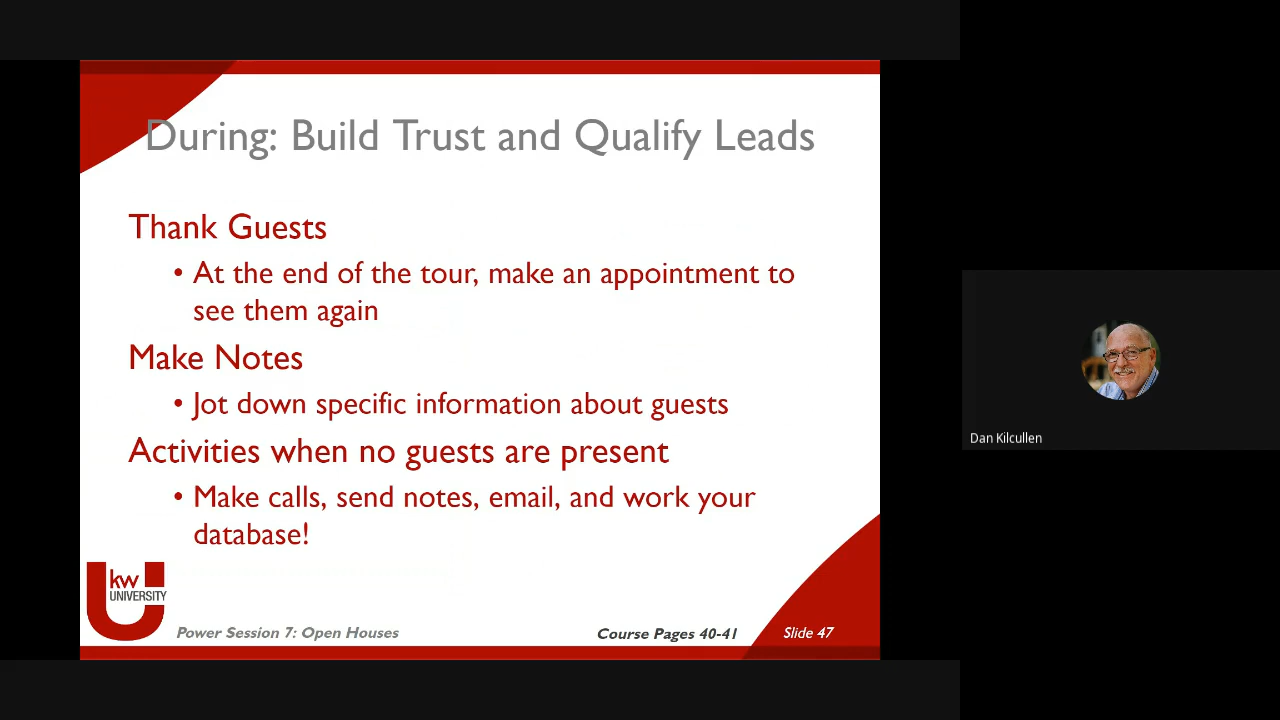 During: Build Trust and Qualify Leads
Thank Guests
• At the end of the tour, make an appointment to
see them again
Make Notes
• Jot down specific information about guests
Activities when no guests are present
• Make calls, send notes, email, and work your
database!
kw
UNIVERSITY
Power Session 7: Open Houses
Course Pages 40-41
Slide 47
Dan Kilcullen